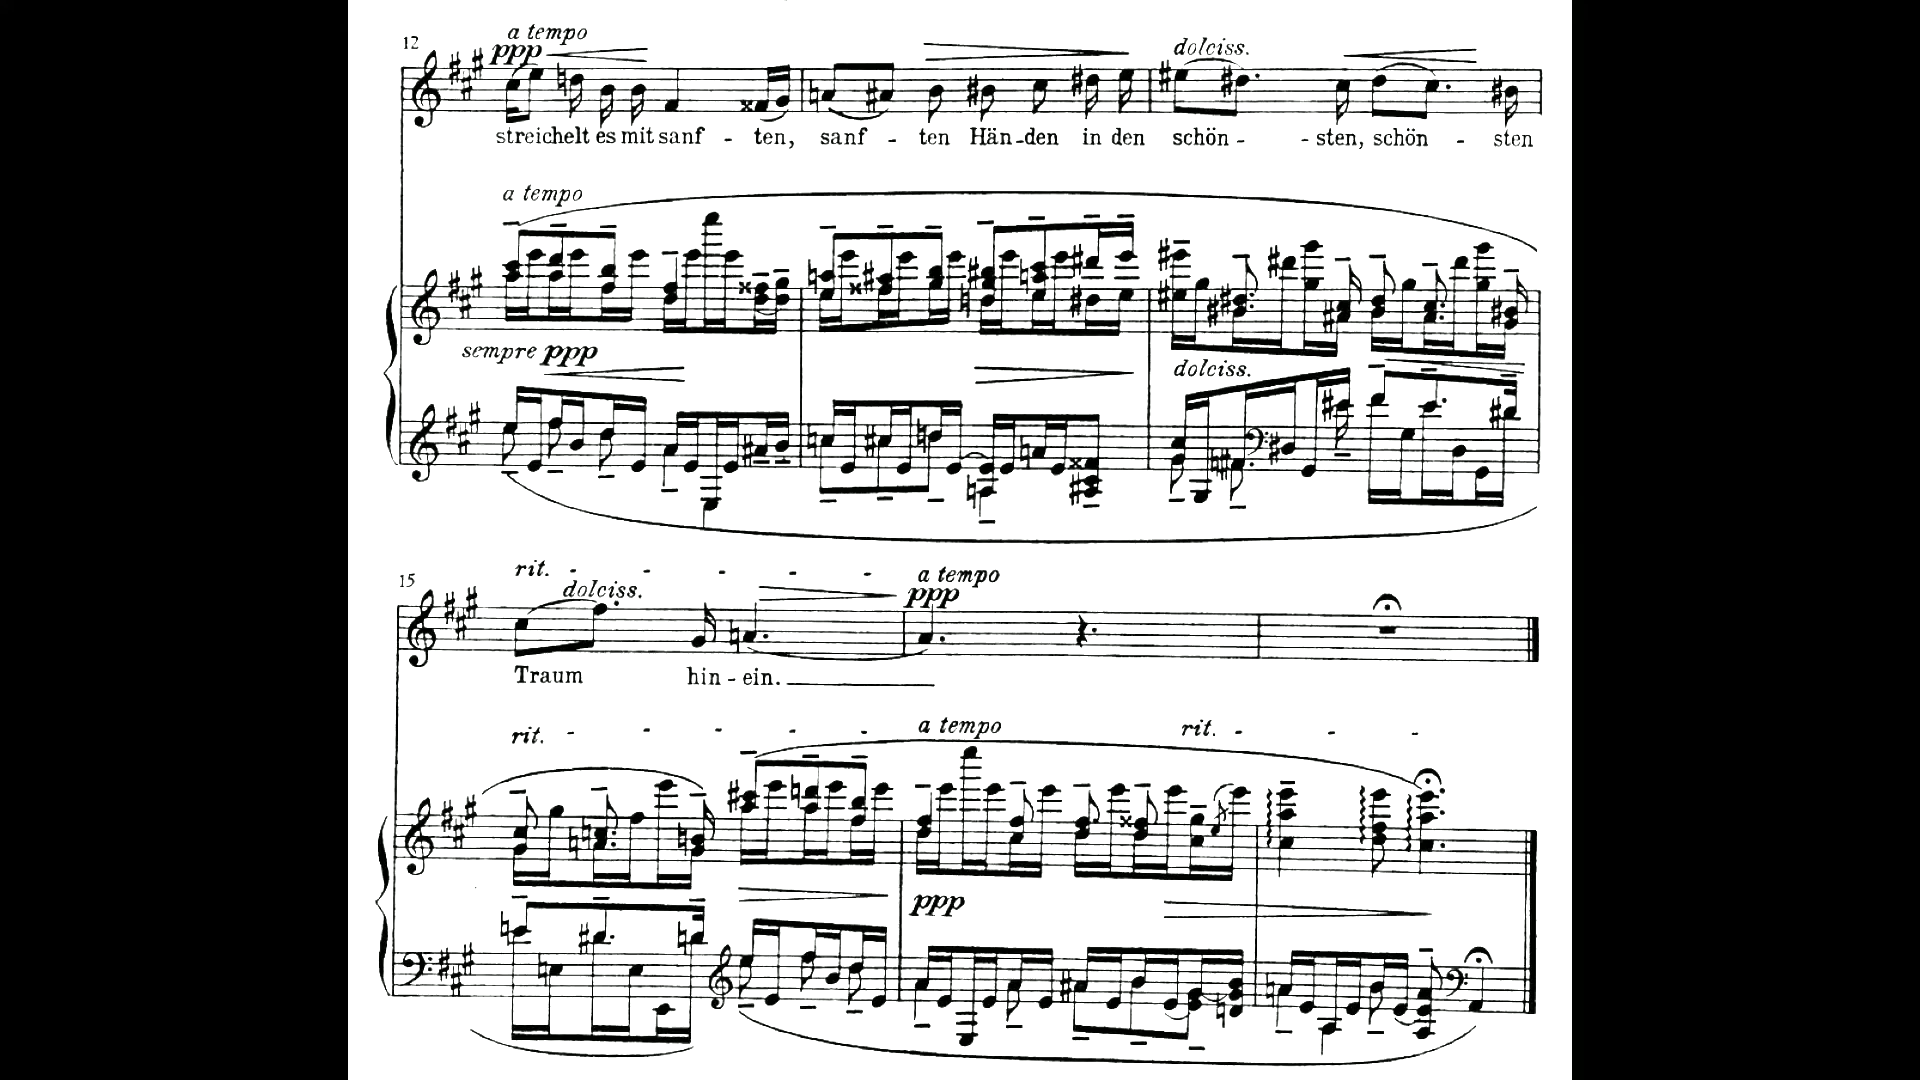 12
a tempo
ppp
dolciss.
streichelt es mit sanf - ten, sanf - ten Hän - den in den schön - - sten, schön - sten
a tempo
sempre ppp
dolciss.
15
rit. - - - - -
dolciss.
a tempo
ppp
Traum hin - ein.
rit. - - - - -
a tempo
rit. - - -
ppp